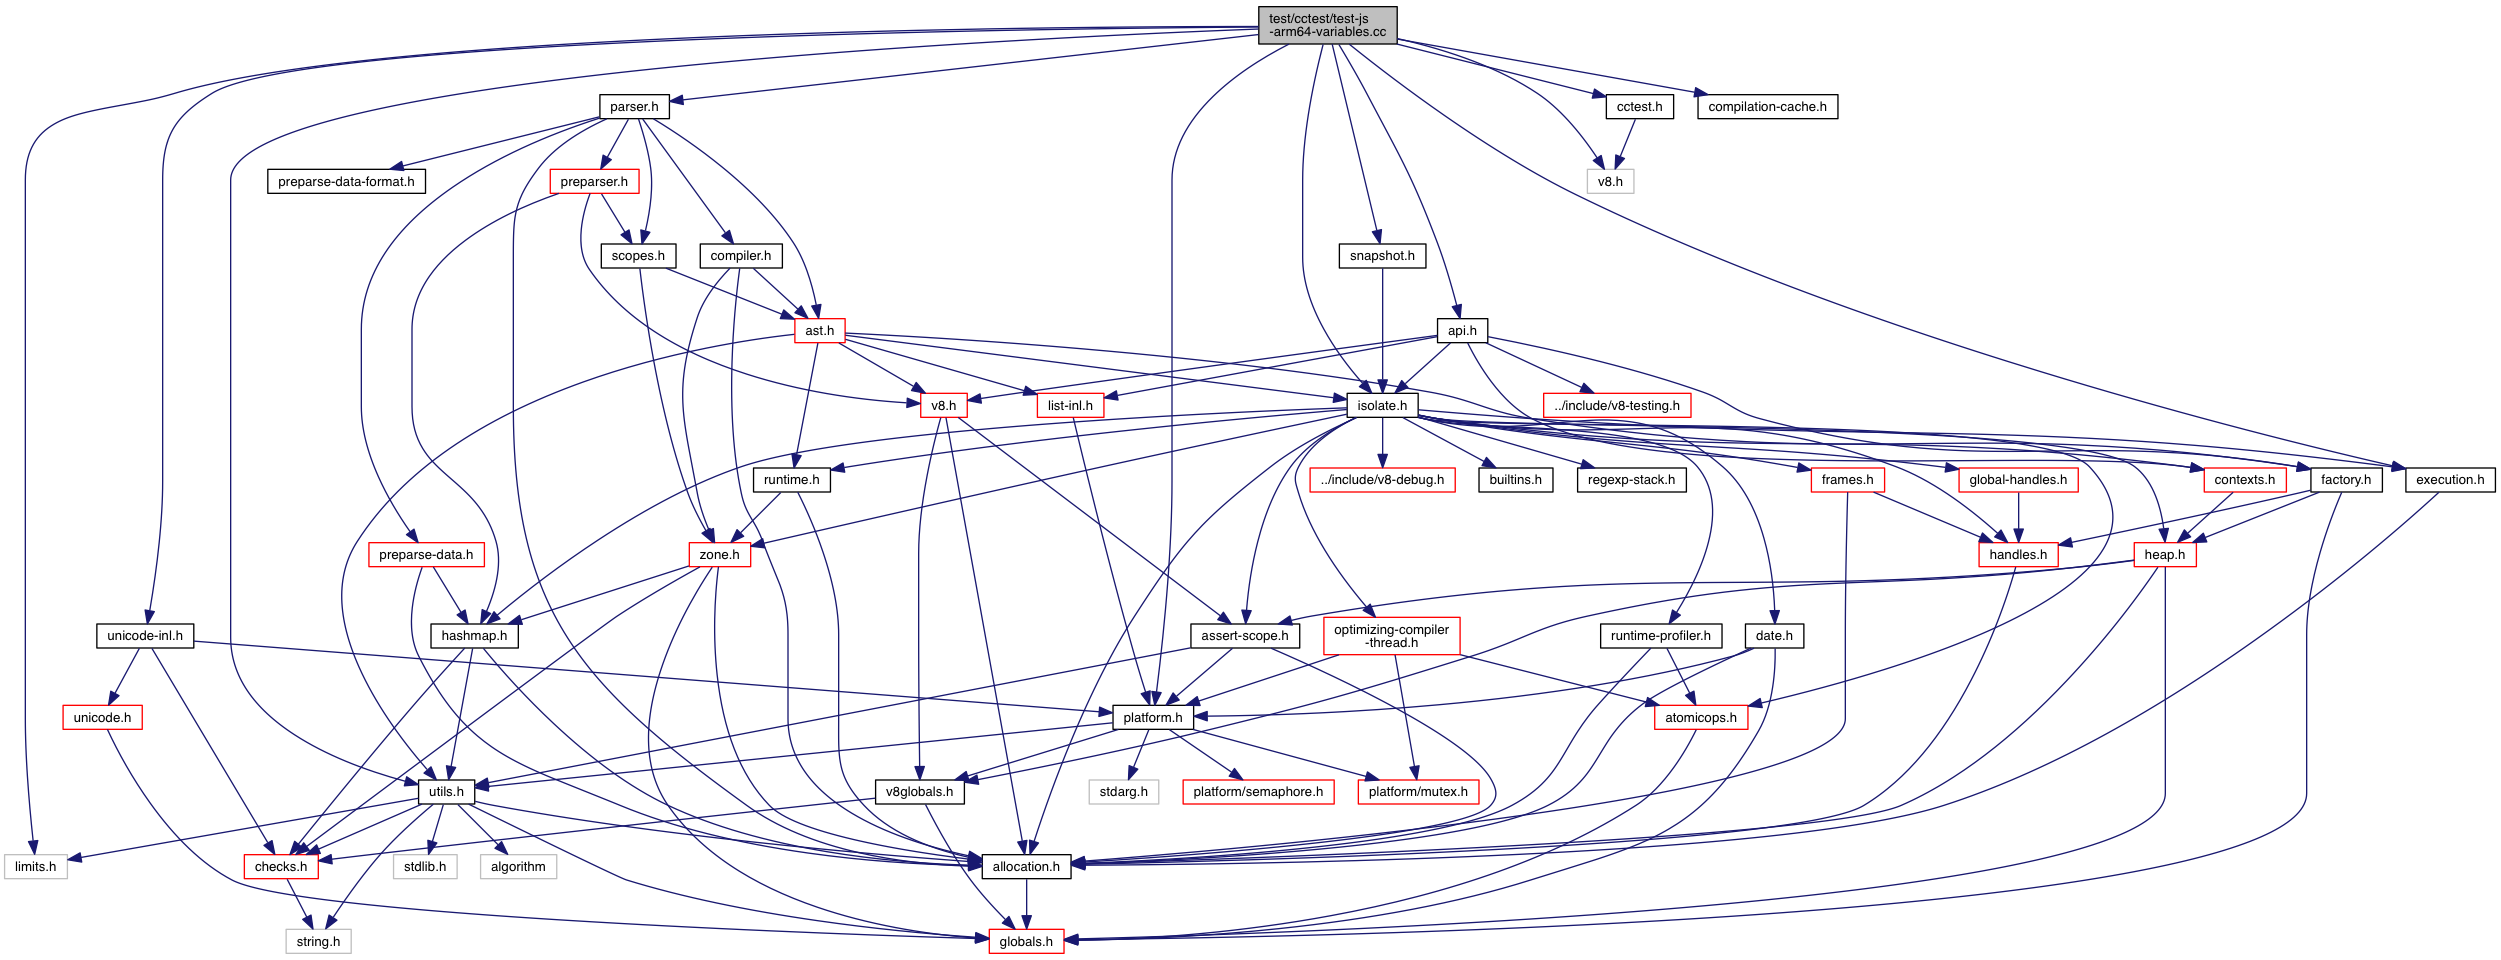 test/cctest/test-js
-arm64-variables.cc
parser.h
cctest.h
compilation-cache.h
preparse-data-format.h
preparser.h
v8.h
scopes.h
compiler.h
snapshot.h
ast.h
api.h
v8.h
list-inl.h
isolate.h
../include/v8-testing.h
runtime.h
../include/v8-debug.h
builtins.h
regexp-stack.h
frames.h
global-handles.h
contexts.h
factory.h
execution.h
preparse-data.h
zone.h
handles.h
heap.h
unicode-inl.h
hashmap.h
assert-scope.h
optimizing-compiler
-thread.h
runtime-profiler.h
date.h
unicode.h
platform.h
atomicops.h
utils.h
v8globals.h
stdarg.h
platform/semaphore.h
platform/mutex.h
limits.h
checks.h
stdlib.h
algorithm
allocation.h
string.h
globals.h